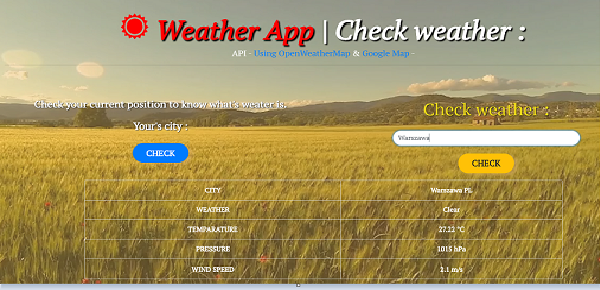 Weather App | Check weather :
API - Using OpenWeatherMap & Google Map -
Check your current position to know what's weater is:
Your's city :
CHECK
Check weather :
Warszawa
CHECK
CITY Warszawa PL
WEATHER Clear
TEMPARATURE 27.22 °C
PRESSURE 1015 hPa
WIND SPEED 2.1 m/s